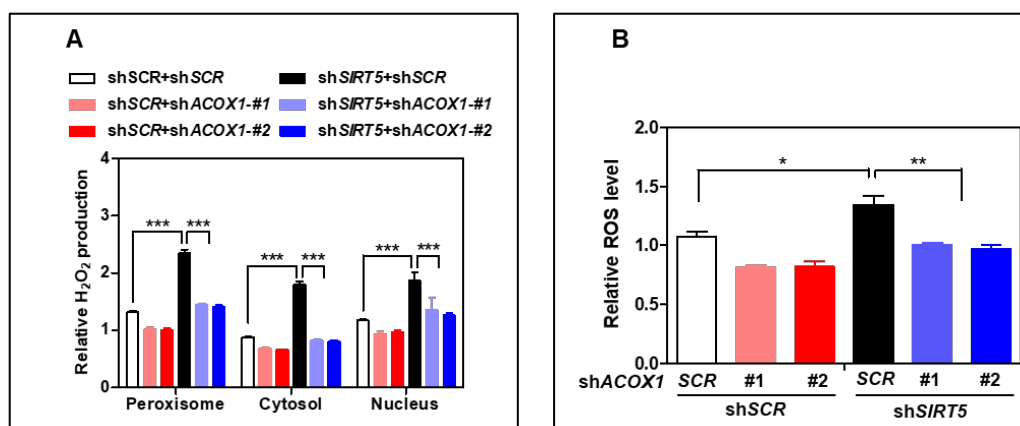 A
shSCR+shSCR
shSIRT5+shSCR
shSCR+shACOX1-#1
shSIRT5+shACOX1-#1
shSCR+shACOX1-#2
shSIRT5+shACOX1-#2
Relative H₂O₂ production
4
3
2
1
0
***
***
***
***
***
***
Peroxisome
Cytosol
Nucleus
B
Relative ROS level
2.0
1.5
1.0
0.5
0.0
*
**
shACOX1 SCR #1 #2 SCR #1 #2
shSCR shSIRT5